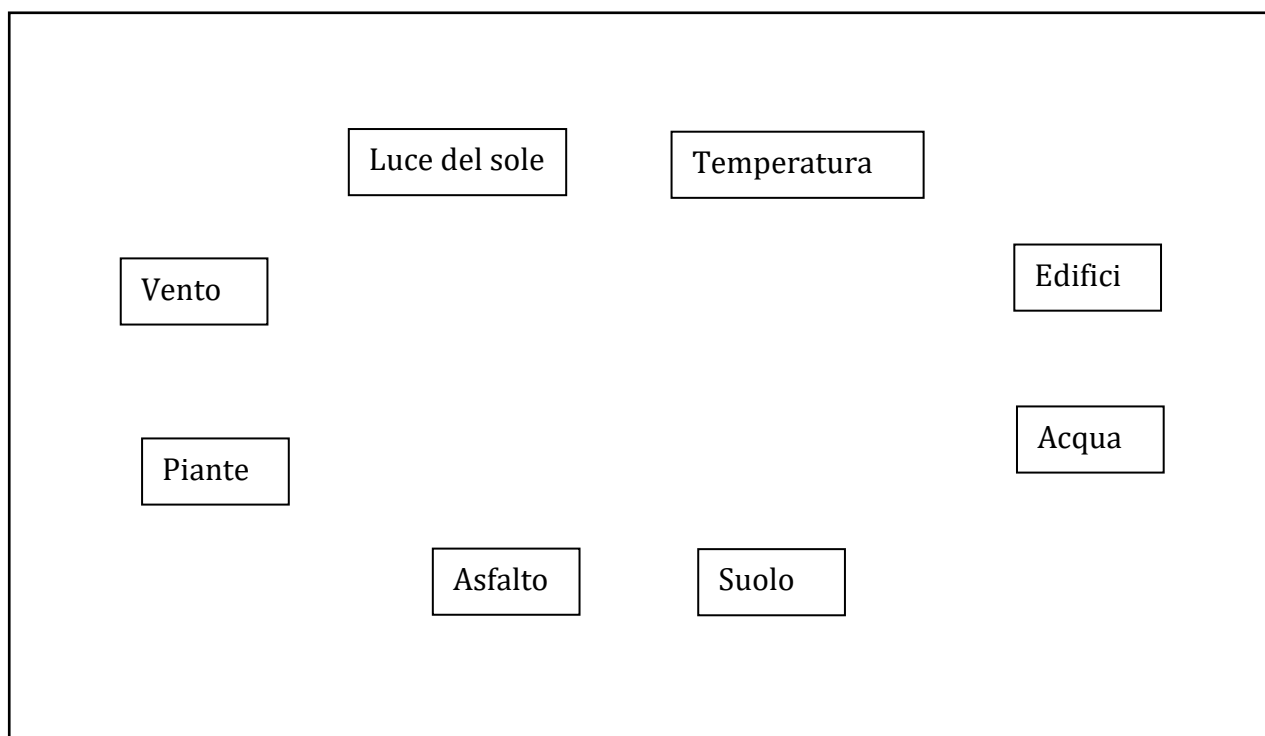 Luce del sole
Temperatura
Vento
Edifici
Piante
Acqua
Asfalto
Suolo